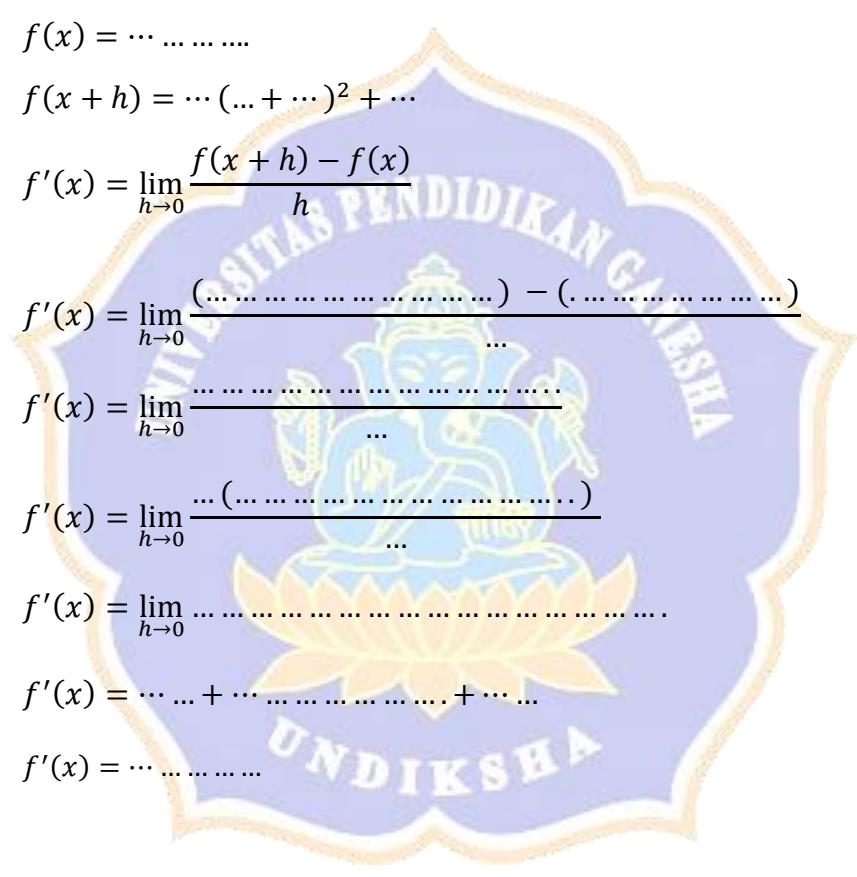 f(x) = ⋯ … … ….
f(x + h) = ⋯ (… + ⋯ )² + ⋯
f′(x) = lim_{h→0} (f(x + h) − f(x)) / h
f′(x) = lim_{h→0} ((… … … … … … … … … …) − (. … … … … … … …)) / …
f′(x) = lim_{h→0} (… … … … … … … … … … … … . .) / …
f′(x) = lim_{h→0} (… (… … … … … … … … … … … . . )) / …
f′(x) = lim_{h→0} … … … … … … … … … … … … … … … … .
f′(x) = ⋯ … + ⋯ … … … … … … . + ⋯ …
f′(x) = ⋯ … … … …
UNIVERSITAS PENDIDIKAN GANESHA
UNDIKSHA